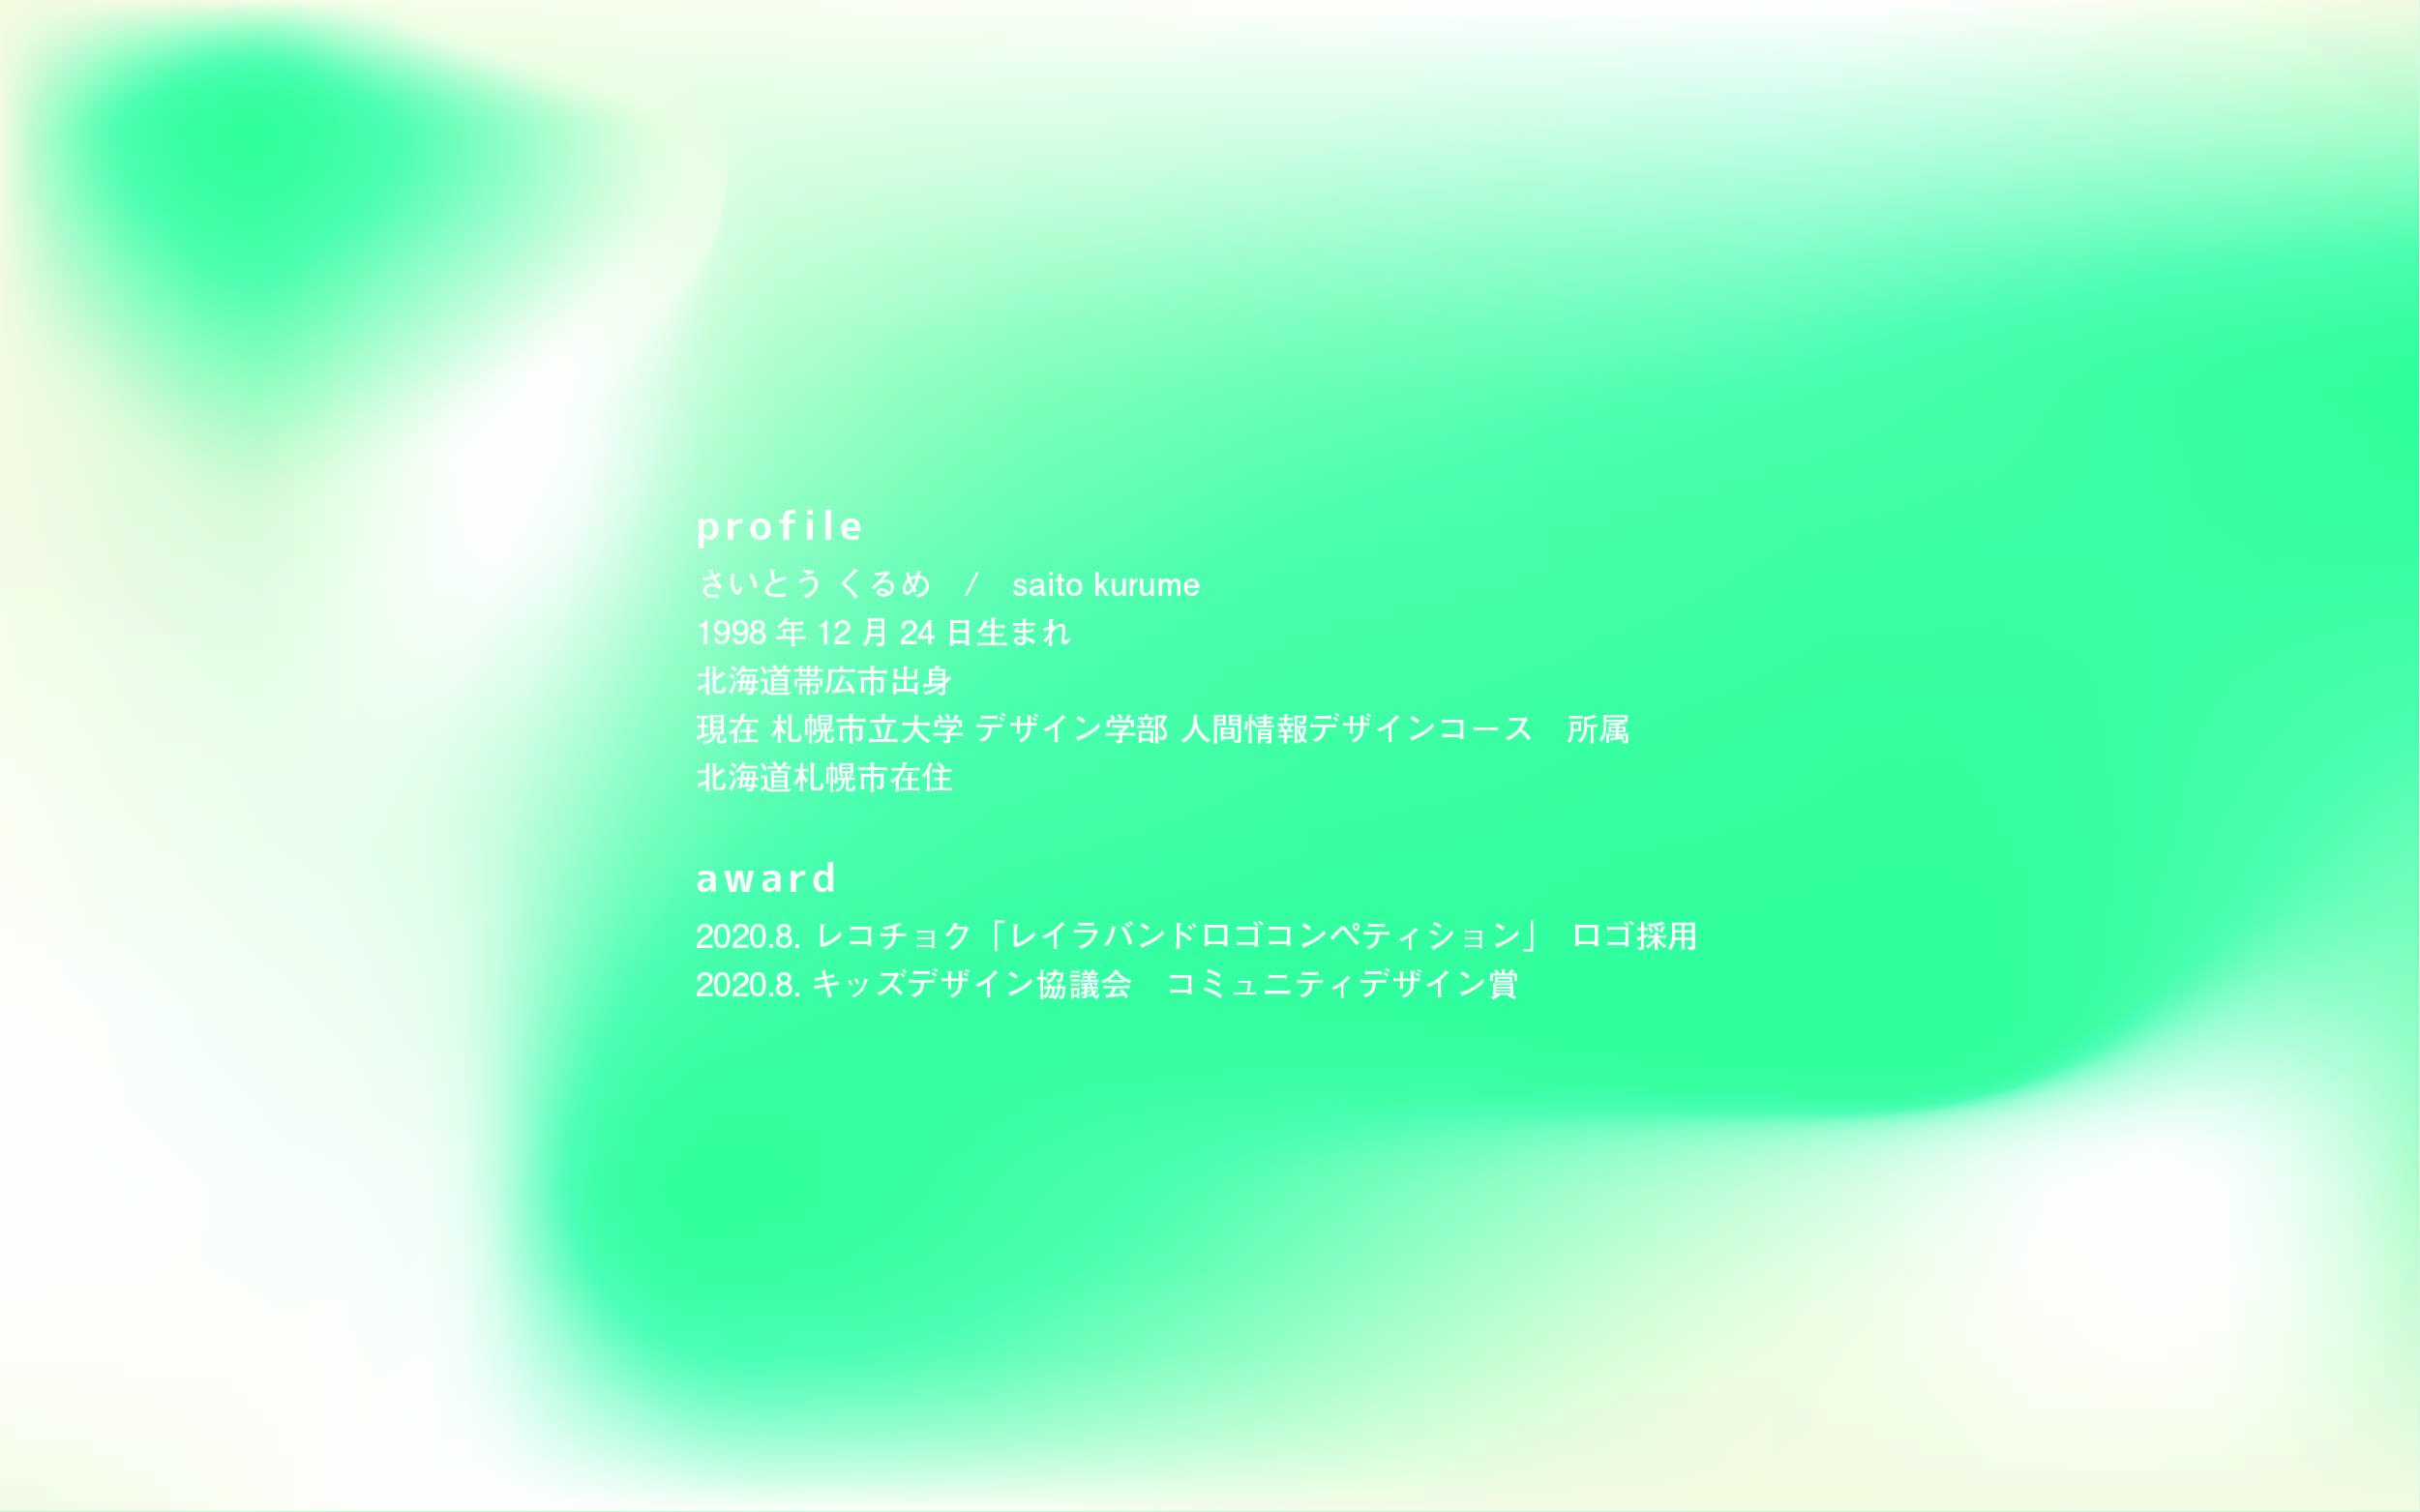 profile
さいとう くるめ　/　saito kurume
1998 年 12 月 24 日生まれ
北海道帯広市出身
現在 札幌市立大学 デザイン学部 人間情報デザインコース　所属
北海道札幌市在住
award
2020.8. レコチョク「レイラバンドロゴコンペティション」　ロゴ採用
2020.8. キッズデザイン協議会　コミュニティデザイン賞